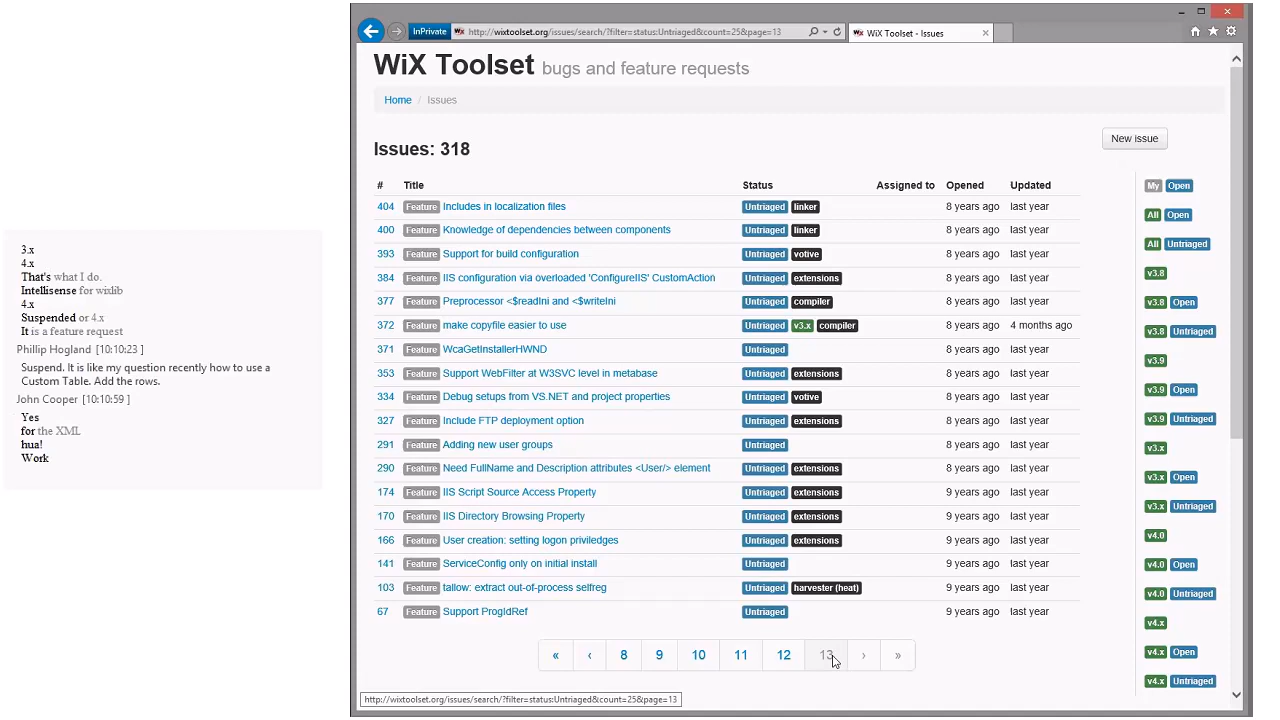 3.x
4.x
That's what I do.
Intellisense for wixlib
4.x
Suspended or 4.x
It is a feature request
Phillip Hogland [10:10:23 ]
Suspend. It is like my question recently how to use a
Custom Table. Add the rows.
John Cooper [10:10:59 ]
Yes
for the XML
hua!
Work
InPrivate http://wixtoolset.org/issues/search/?filter=status:Untriaged&count=25&page=13 WiX Toolset - Issues
WiX Toolset bugs and feature requests
Home / Issues
New issue
Issues: 318
# Title Status Assigned to Opened Updated
404 Feature Includes in localization files Untriaged linker 8 years ago last year
400 Feature Knowledge of dependencies between components Untriaged linker 8 years ago last year
393 Feature Support for build configuration Untriaged votive 8 years ago last year
384 Feature IIS configuration via overloaded 'ConfigureIIS' CustomAction Untriaged extensions 8 years ago last year
377 Feature Preprocessor <$readIni and <$writeIni Untriaged compiler 8 years ago last year
372 Feature make copyfile easier to use Untriaged v3.x compiler 8 years ago 4 months ago
371 Feature WcaGetInstallerHWND Untriaged 8 years ago last year
353 Feature Support WebFilter at W3SVC level in metabase Untriaged extensions 8 years ago last year
334 Feature Debug setups from VS.NET and project properties Untriaged votive 8 years ago last year
327 Feature Include FTP deployment option Untriaged extensions 8 years ago last year
291 Feature Adding new user groups Untriaged 8 years ago last year
290 Feature Need FullName and Description attributes <User/> element Untriaged extensions 8 years ago last year
174 Feature IIS Script Source Access Property Untriaged extensions 9 years ago last year
170 Feature IIS Directory Browsing Property Untriaged extensions 9 years ago last year
166 Feature User creation: setting logon priviledges Untriaged extensions 9 years ago last year
141 Feature ServiceConfig only on initial install Untriaged 9 years ago last year
103 Feature tallow: extract out-of-process selfreg Untriaged harvester (heat) 9 years ago last year
67 Feature Support ProgIdRef Untriaged 9 years ago last year
« ‹ 8 9 10 11 12 13 › »
My Open
All Open
All Untriaged
v3.8
v3.8 Open
v3.8 Untriaged
v3.9
v3.9 Open
v3.9 Untriaged
v3.x
v3.x Open
v3.x Untriaged
v4.0
v4.0 Open
v4.0 Untriaged
v4.x
v4.x Open
v4.x Untriaged
http://wixtoolset.org/issues/search/?filter=status:Untriaged&count=25&page=13